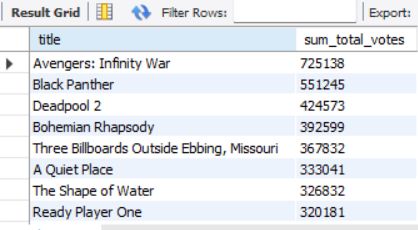 Result Grid Filter Rows: Export:
title sum_total_votes
Avengers: Infinity War 725138
Black Panther 551245
Deadpool 2 424573
Bohemian Rhapsody 392599
Three Billboards Outside Ebbing, Missouri 367832
A Quiet Place 333041
The Shape of Water 326832
Ready Player One 320181